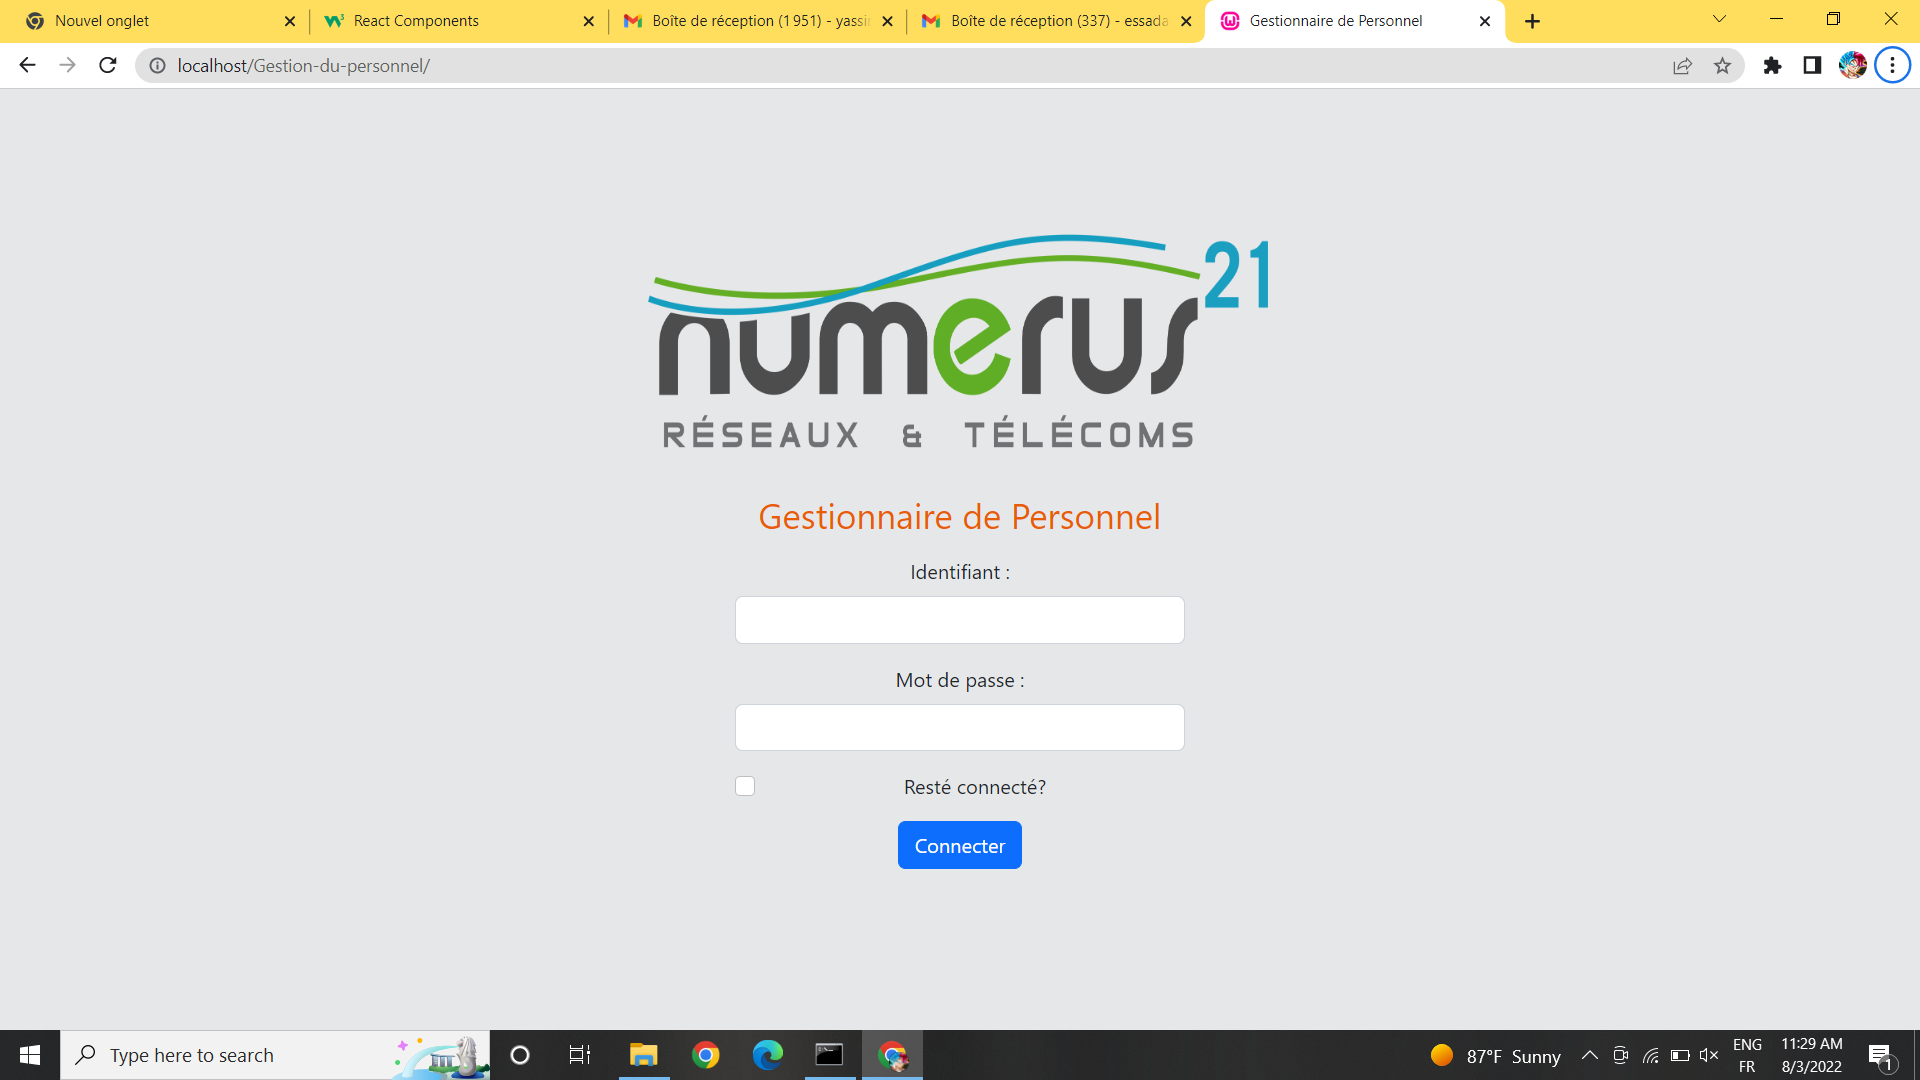 Nouvel onglet
React Components
Boîte de réception (1 951) - yassi
Boîte de réception (337) - essada
Gestionnaire de Personnel
localhost/Gestion-du-personnel/
numerus 21
RÉSEAUX & TÉLÉCOMS
Gestionnaire de Personnel
Identifiant :
Mot de passe :
Resté connecté?
Connecter
Type here to search
87°F Sunny
ENG
FR
11:29 AM
8/3/2022
1